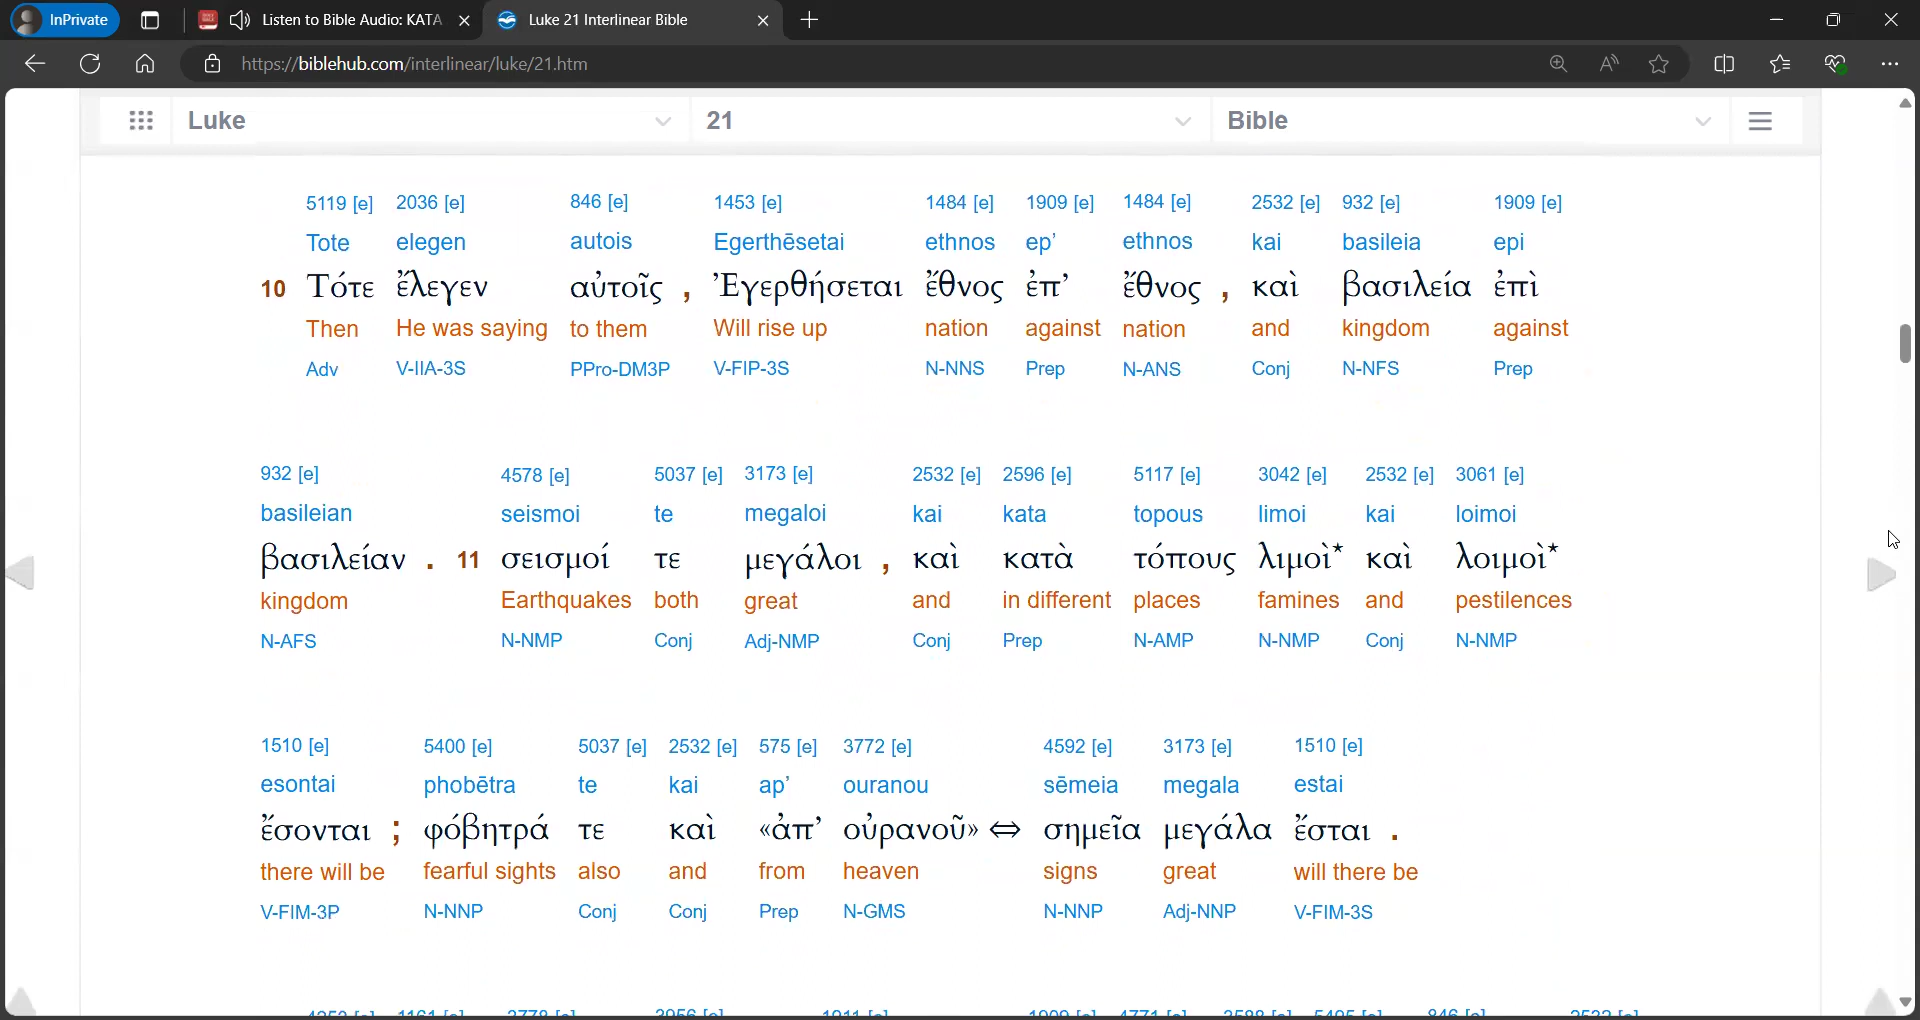 InPrivate Listen to Bible Audio: KATA Luke 21 Interlinear Bible
https://biblehub.com/interlinear/luke/21.htm
Luke 21 Bible
5119 [e] 2036 [e] 846 [e] 1453 [e] 1484 [e] 1909 [e] 1484 [e] 2532 [e] 932 [e] 1909 [e]
Tote elegen autois Egerthēsetai ethnos ep’ ethnos kai basileia epi
10 Τότε ἔλεγεν αὐτοῖς , Ἐγερθήσεται ἔθνος ἐπ’ ἔθνος , καὶ βασιλεία ἐπὶ
Then He was saying to them Will rise up nation against nation and kingdom against
Adv V-IIA-3S PPro-DM3P V-FIP-3S N-NNS Prep N-ANS Conj N-NFS Prep
932 [e] 4578 [e] 5037 [e] 3173 [e] 2532 [e] 2596 [e] 5117 [e] 3042 [e] 2532 [e] 3061 [e]
basileian seismoi te megaloi kai kata topous limoi kai loimoi
βασιλείαν . 11 σεισμοί τε μεγάλοι , καὶ κατὰ τόπους λιμοὶ* καὶ λοιμοὶ*
kingdom Earthquakes both great and in different places famines and pestilences
N-AFS N-NMP Conj Adj-NMP Conj Prep N-AMP N-NMP Conj N-NMP
1510 [e] 5400 [e] 5037 [e] 2532 [e] 575 [e] 3772 [e] 4592 [e] 3173 [e] 1510 [e]
esontai phobētra te kai ap’ ouranou sēmeia megala estai
ἔσονται ; φόβητρά τε καὶ «ἀπ’ οὐρανοῦ» ⇔ σημεῖα μεγάλα ἔσται .
there will be fearful sights also and from heaven signs great will there be
V-FIM-3P N-NNP Conj Conj Prep N-GMS N-NNP Adj-NNP V-FIM-3S